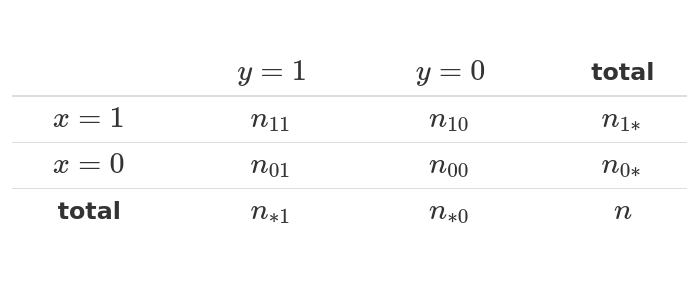 y = 1 y = 0 total
x = 1 n₁₁ n₁₀ n₁∗
x = 0 n₀₁ n₀₀ n₀∗
total n∗₁ n∗₀ n